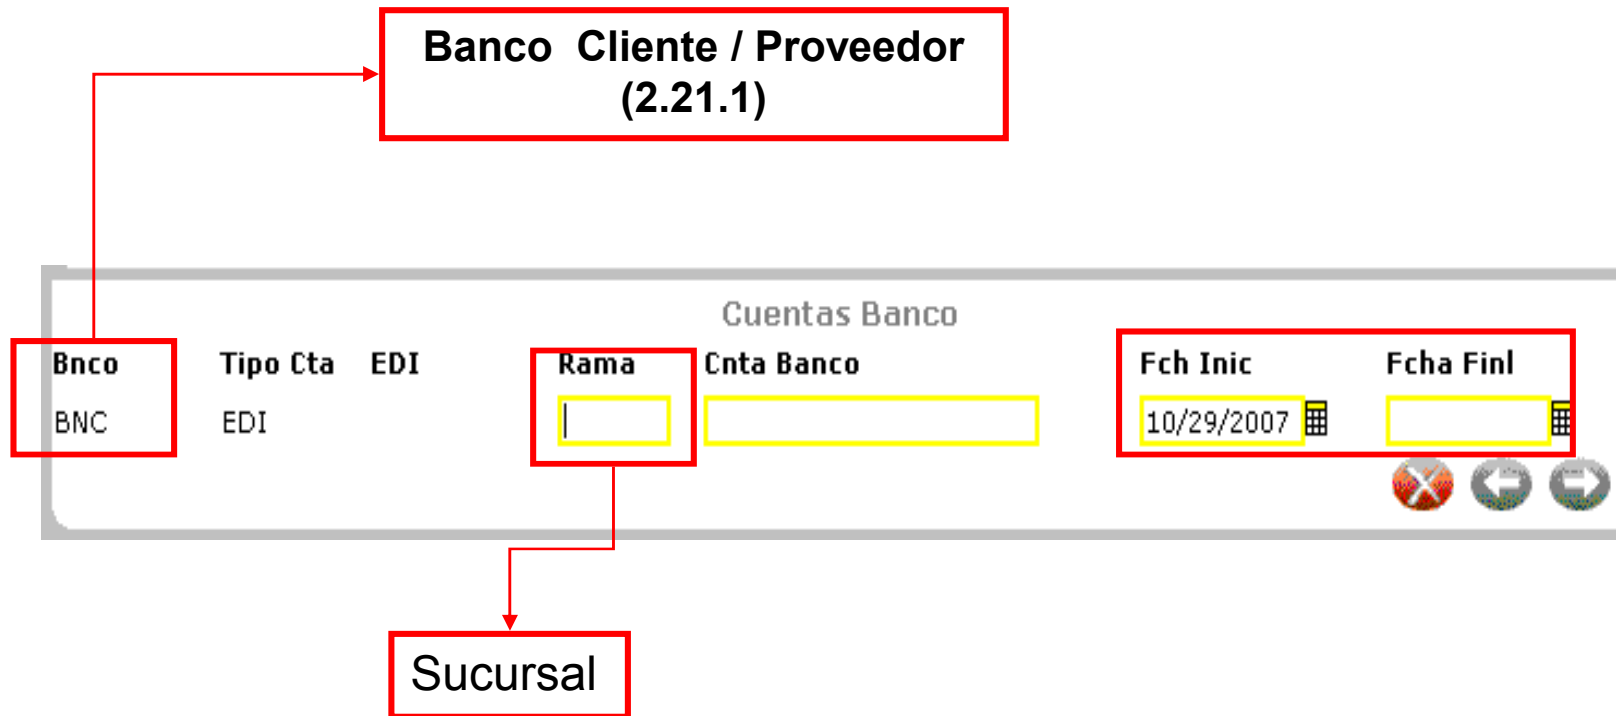 Banco  Cliente / Proveedor
(2.21.1)
Cuentas Banco
Bnco Tipo Cta EDI Rama Cnta Banco Fch Inic Fcha Finl
BNC EDI 10/29/2007
Sucursal